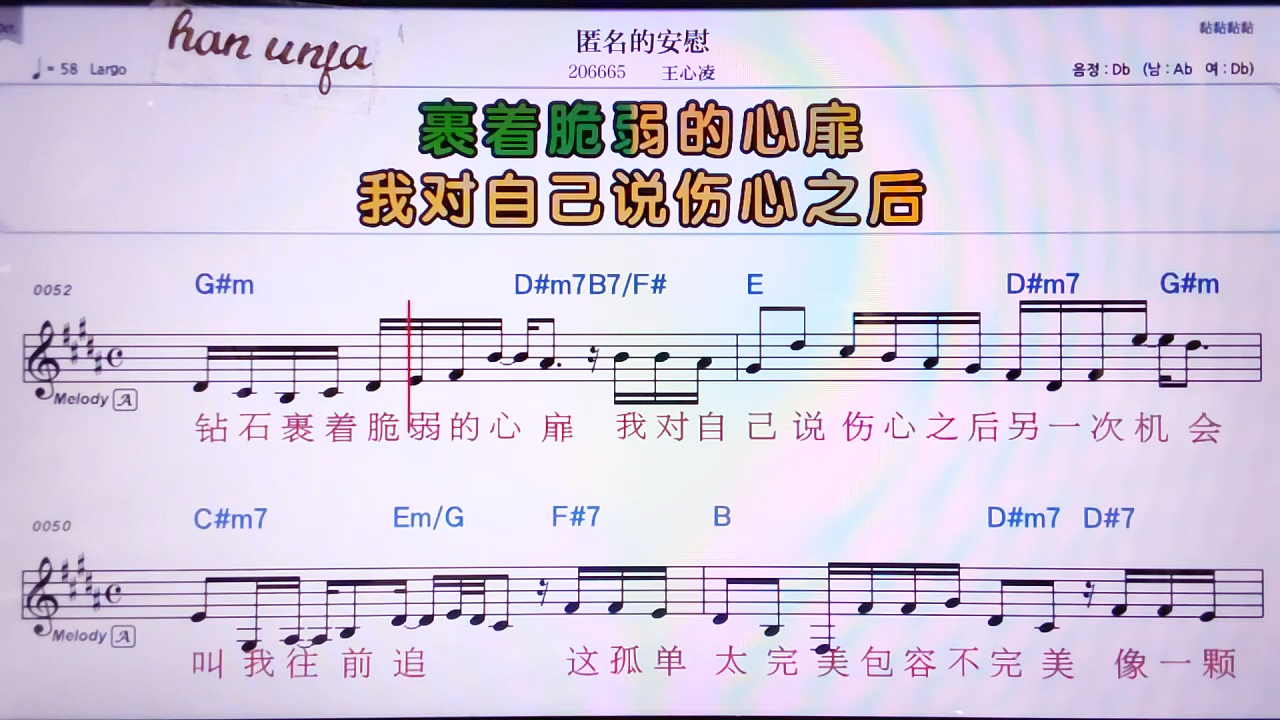 han unfa
匿名的安慰
黏黏黏黏
♩= 58 Largo
206665 王心凌
음정 : Db (남 : Ab 여 : Db)
裹着脆弱的心扉
我对自己说伤心之后
0052
G#m D#m7 B7/F# E D#m7 G#m
Melody A
钻石裹着脆弱的心扉 我对自己说伤心之后另一次机会
0050
C#m7 Em/G F#7 B D#m7 D#7
Melody A
叫我往前追 这孤单太完美包容不完美 像一颗